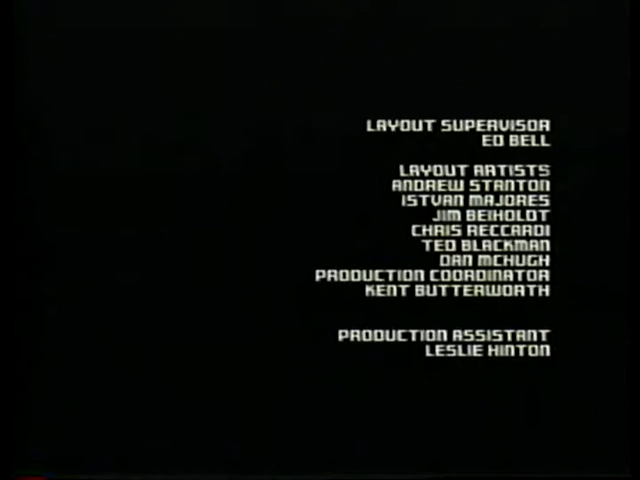 LAYOUT SUPERVISOR
ED BELL
LAYOUT ARTISTS
ANDREW STANTON
ISTVAN MAJORES
JIM BEIHOLDT
CHRIS RECCARDI
TED BLACKMAN
DAN MCHUGH
PRODUCTION COORDINATOR
KENT BUTTERWORTH
PRODUCTION ASSISTANT
LESLIE HINTON